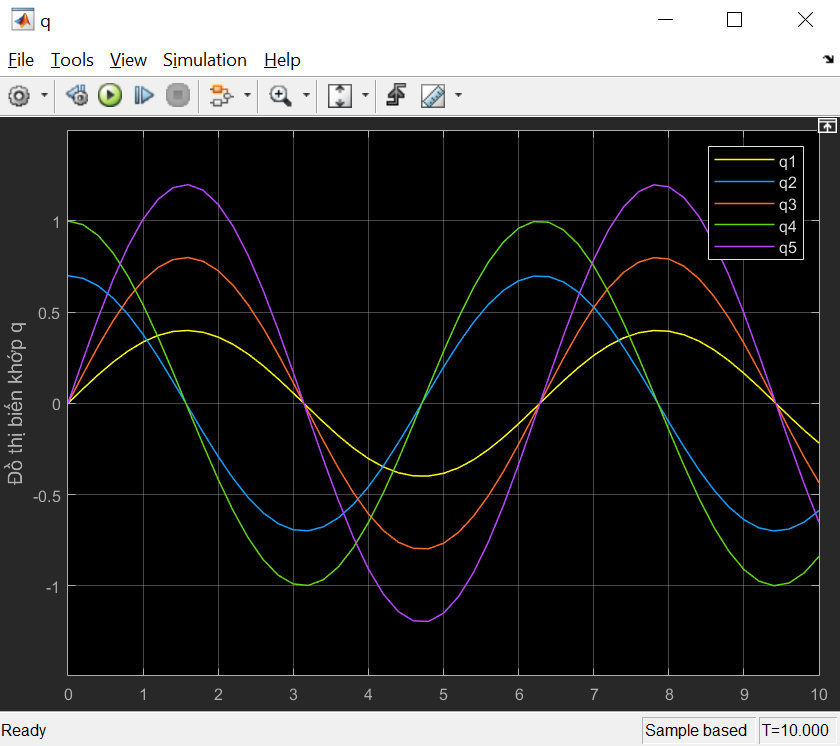 q
File Tools View Simulation Help
q1
q2
q3
q4
q5
1
0.5
0
-0.5
-1
Đồ thị biến khớp q
0 1 2 3 4 5 6 7 8 9 10
Ready
Sample based T=10.000